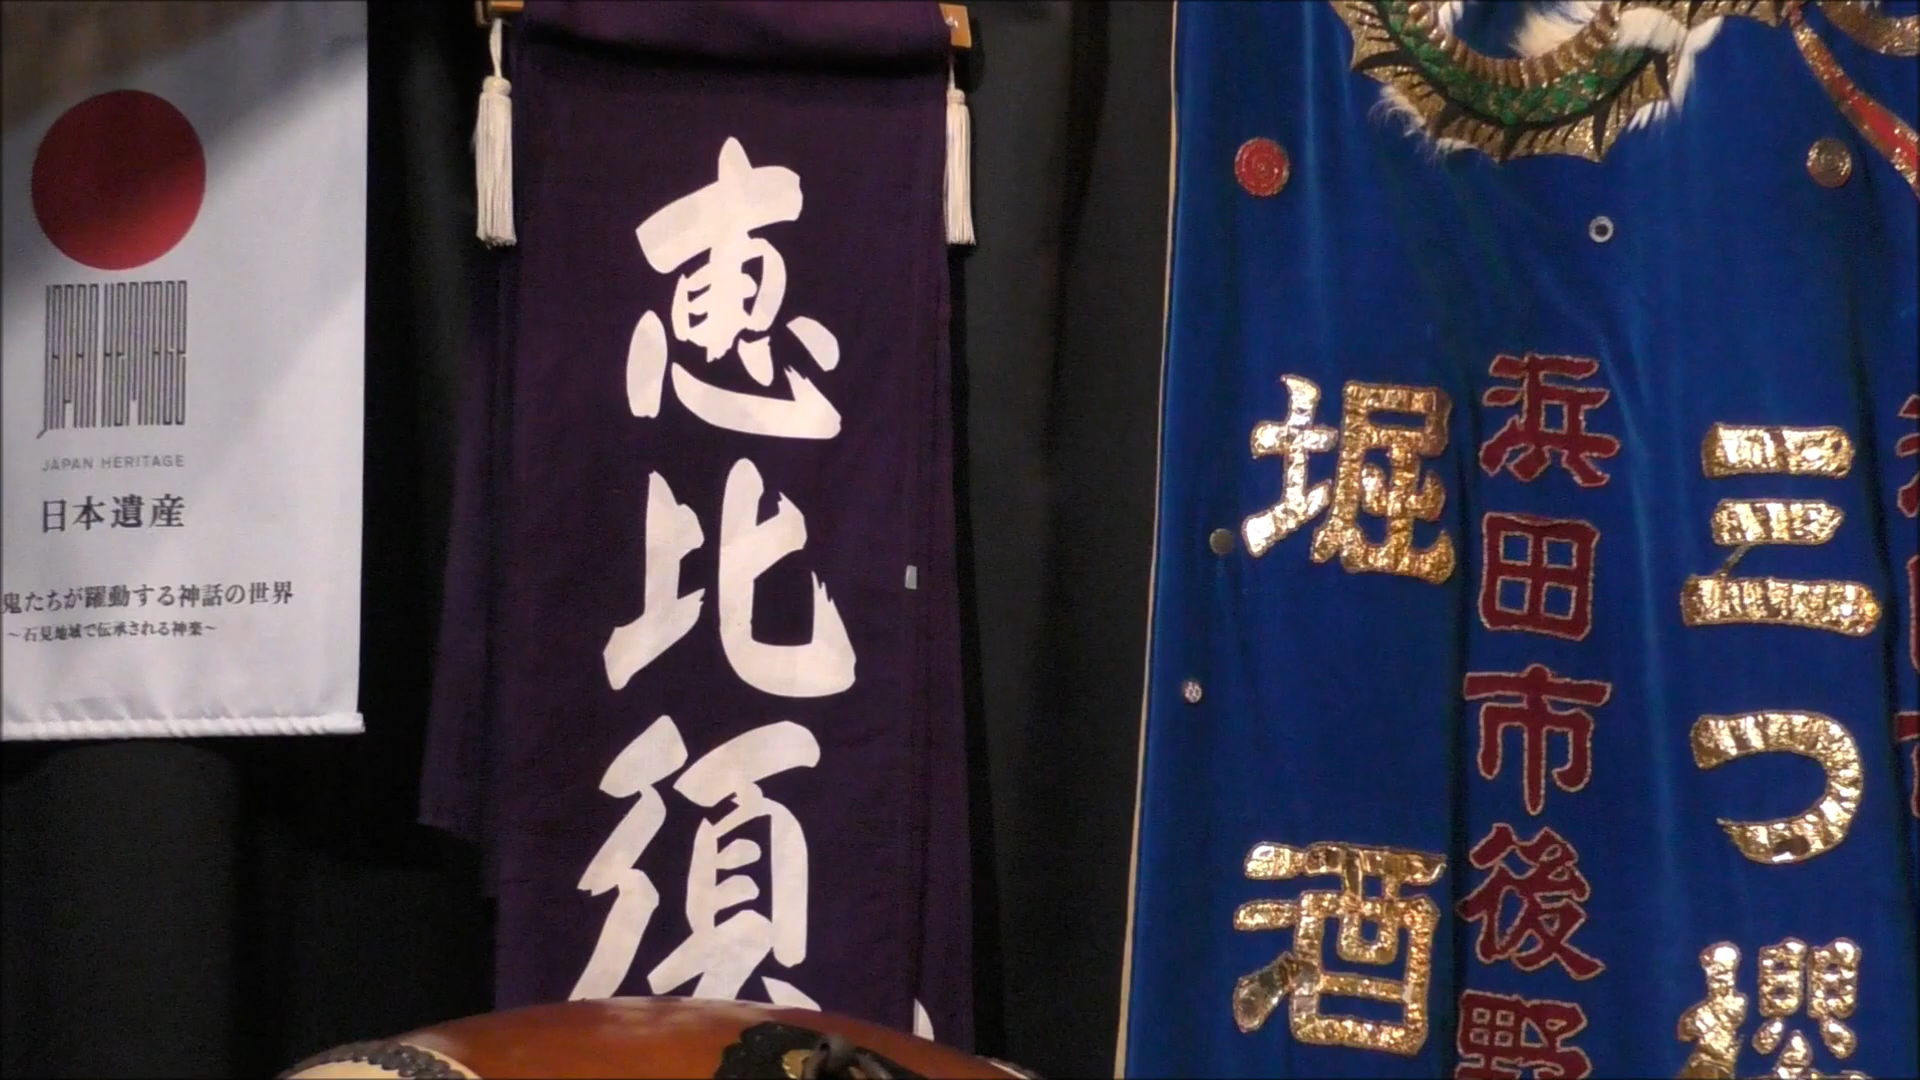 JAPAN HERITAGE
JAPAN HERITAGE
日本遺産
鬼たちが躍動する神話の世界
~石見地域で伝承される神楽~
恵比須
三つ櫻
浜田市後野
堀酒